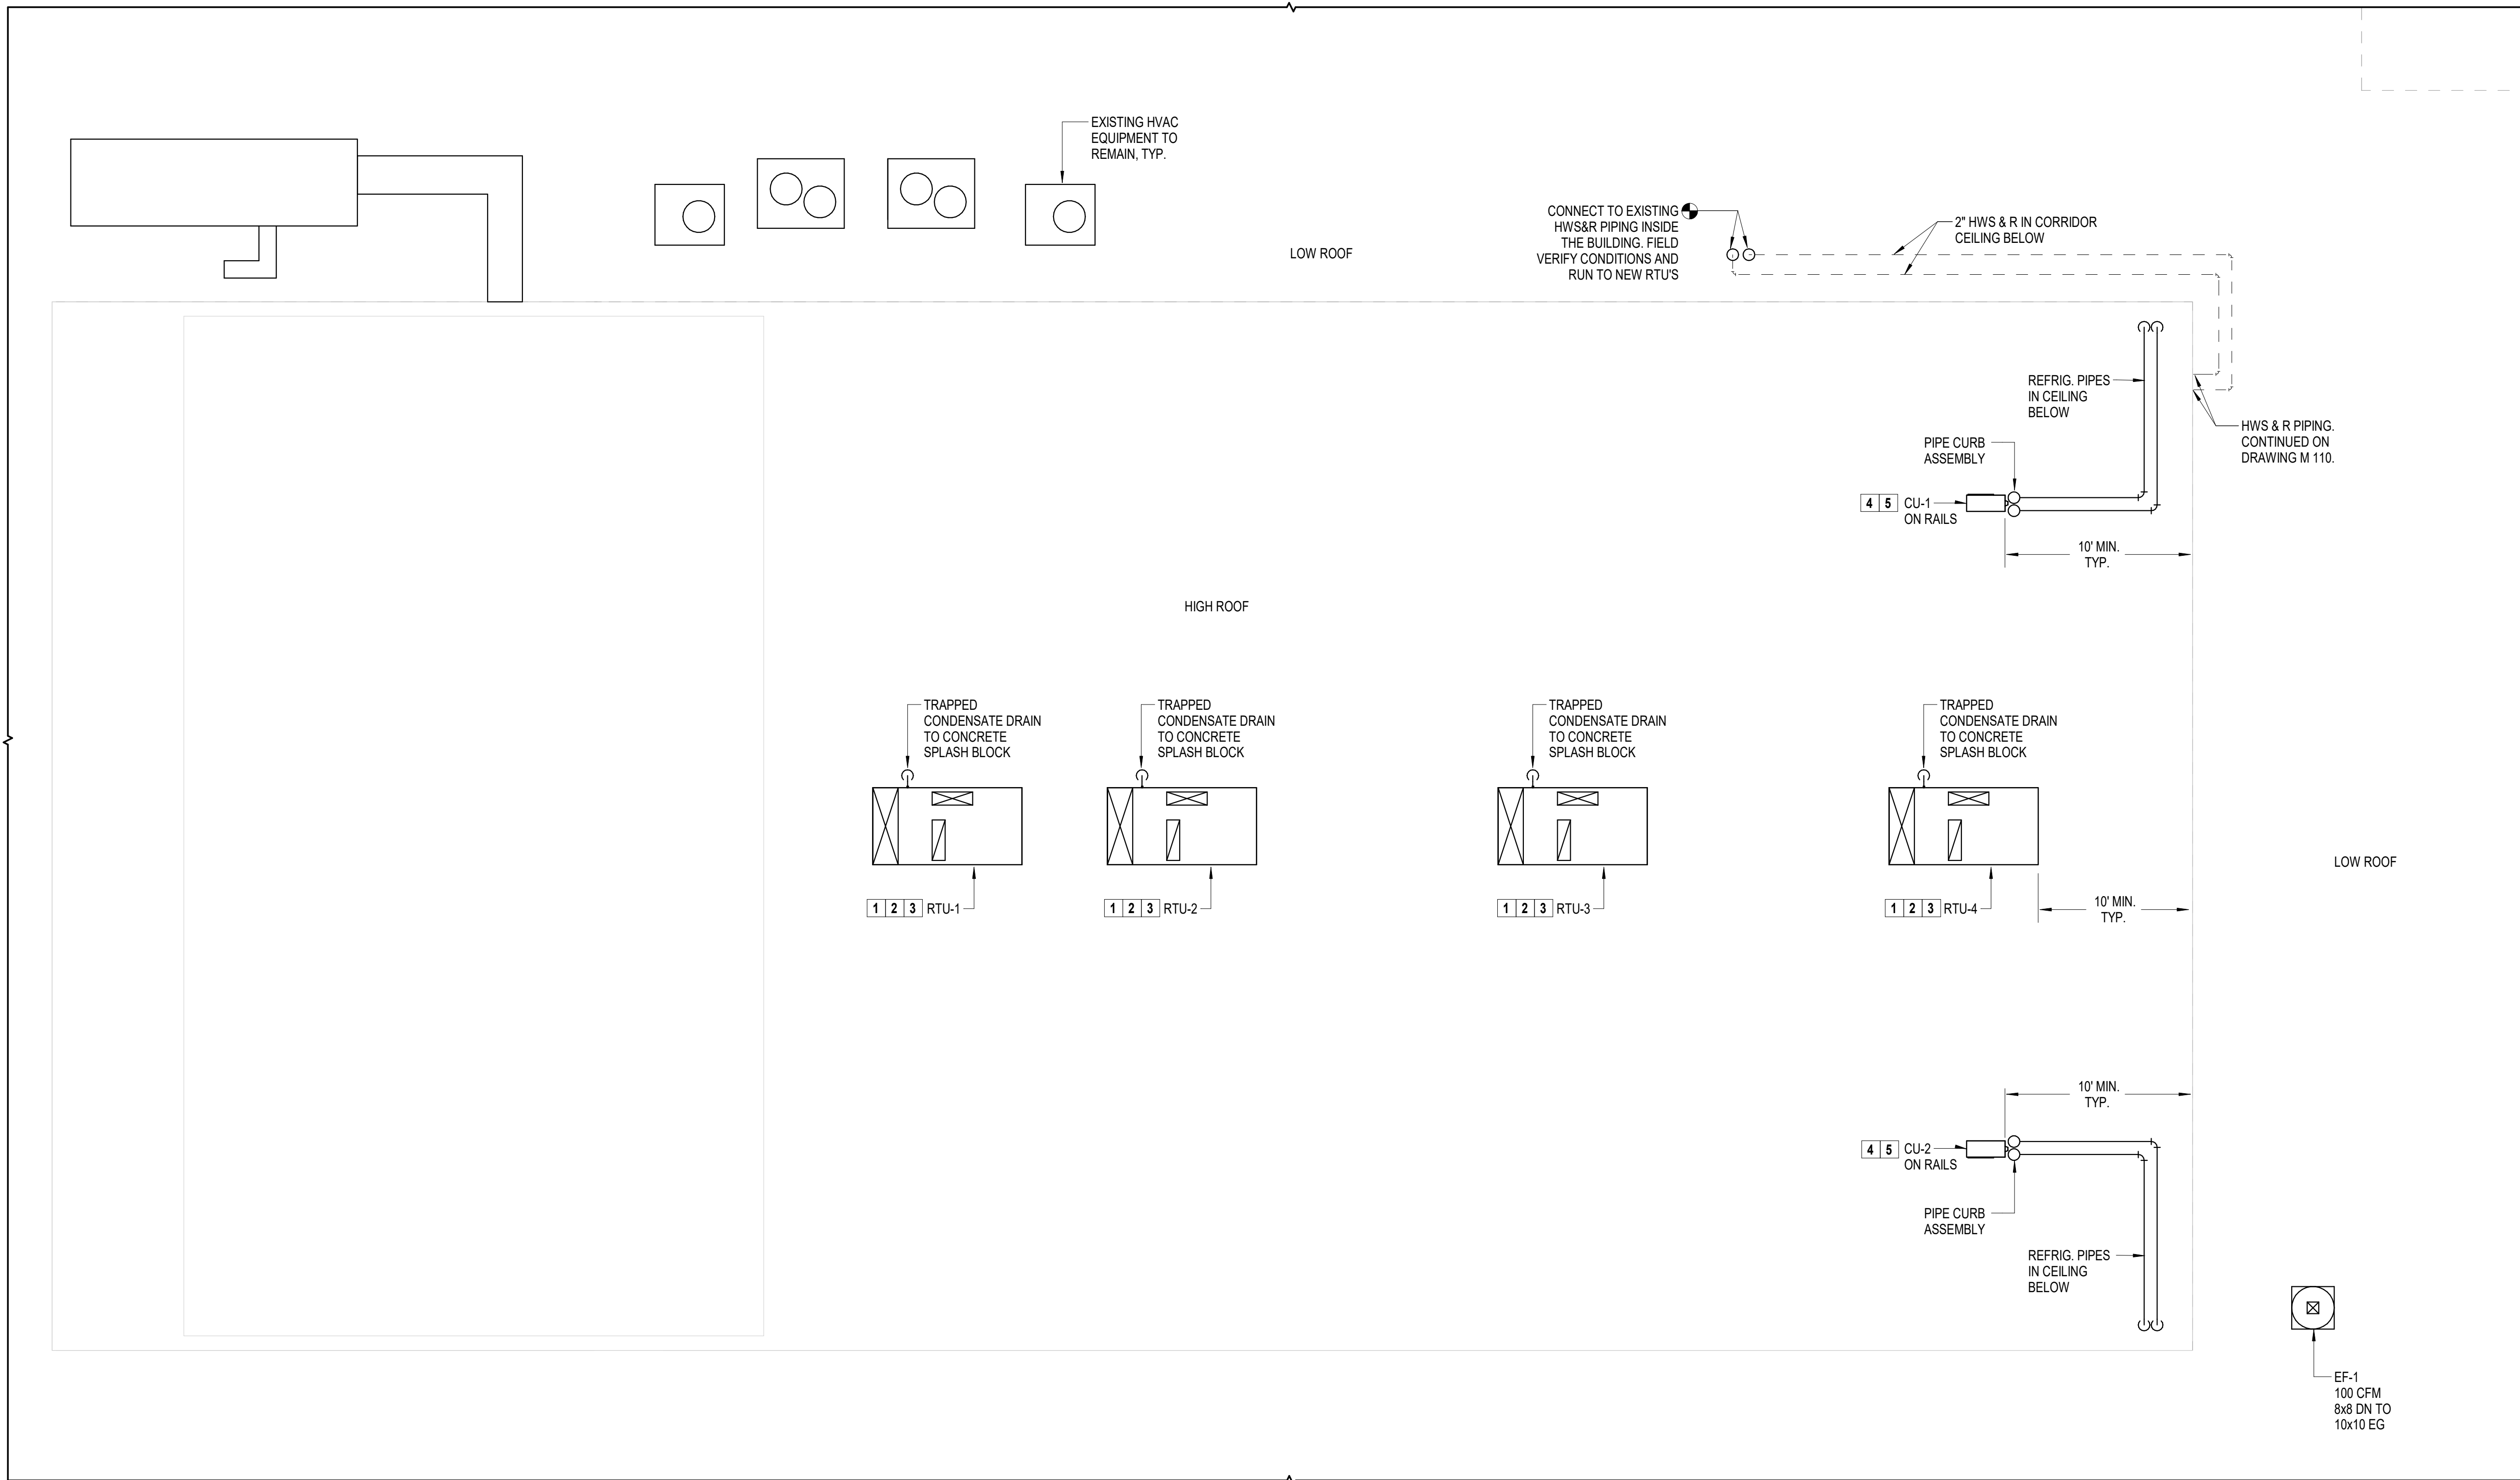 EXISTING HVAC
EQUIPMENT TO
REMAIN, TYP.
LOW ROOF
CONNECT TO EXISTING
HWS&R PIPING INSIDE
THE BUILDING. FIELD
VERIFY CONDITIONS AND
RUN TO NEW RTU'S
2" HWS & R IN CORRIDOR
CEILING BELOW
REFRIG. PIPES
IN CEILING
BELOW
HWS & R PIPING.
CONTINUED ON
DRAWING M 110.
PIPE CURB
ASSEMBLY
4 5 CU-1
ON RAILS
10' MIN.
TYP.
HIGH ROOF
TRAPPED
CONDENSATE DRAIN
TO CONCRETE
SPLASH BLOCK
TRAPPED
CONDENSATE DRAIN
TO CONCRETE
SPLASH BLOCK
TRAPPED
CONDENSATE DRAIN
TO CONCRETE
SPLASH BLOCK
TRAPPED
CONDENSATE DRAIN
TO CONCRETE
SPLASH BLOCK
LOW ROOF
1 2 3 RTU-1
1 2 3 RTU-2
1 2 3 RTU-3
1 2 3 RTU-4
10' MIN.
TYP.
10' MIN.
TYP.
4 5 CU-2
ON RAILS
PIPE CURB
ASSEMBLY
REFRIG. PIPES
IN CEILING
BELOW
EF-1
100 CFM
8x8 DN TO
10x10 EG